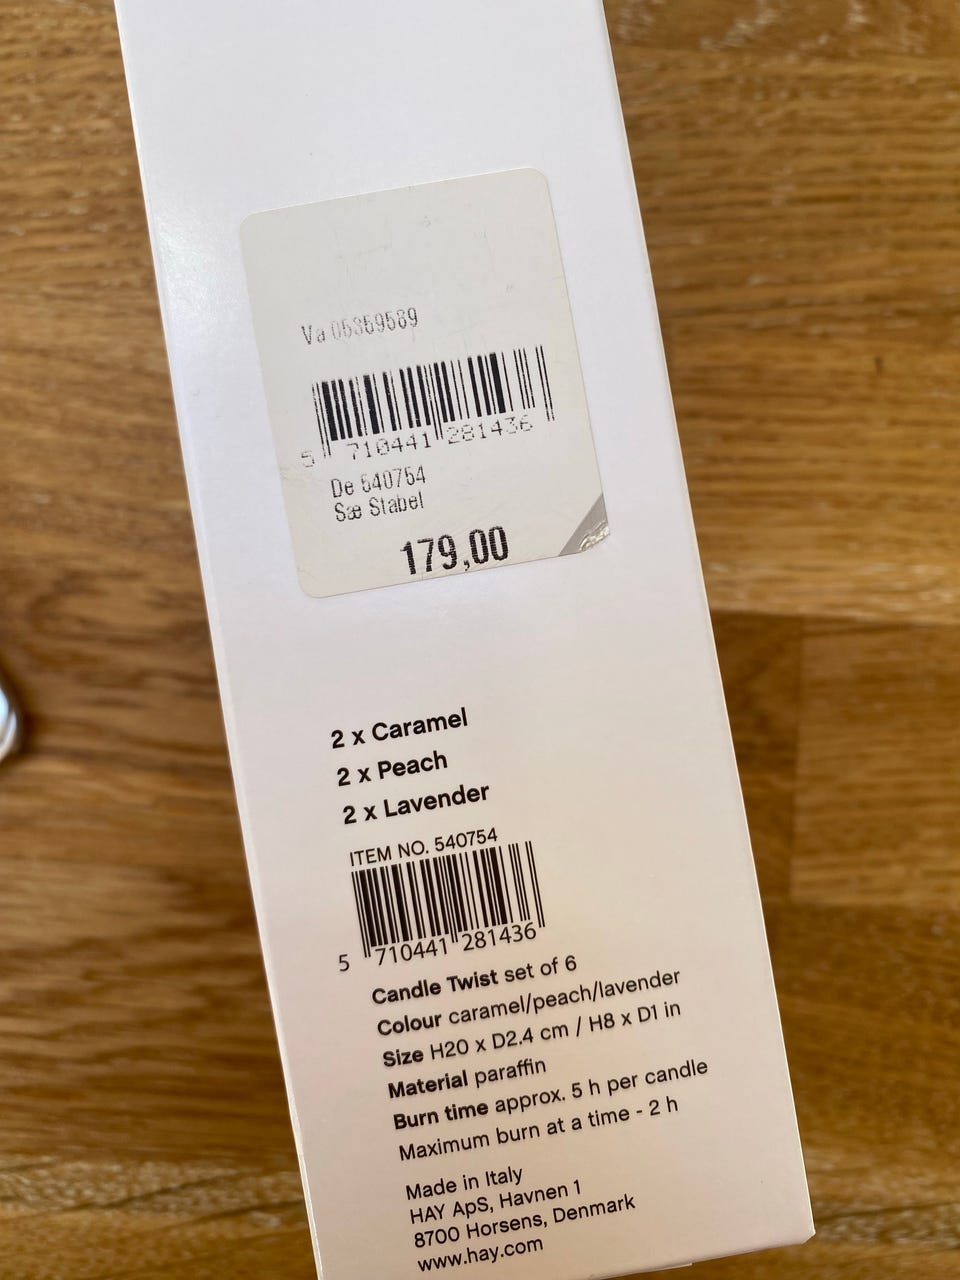 Va 05359589
5 710441 281436
De 540754
Sæ Stabel
179,00
2 x Caramel
2 x Peach
2 x Lavender
ITEM NO. 540754
5 710441 281436
Candle Twist set of 6
Colour caramel/peach/lavender
Size H20 x D2.4 cm / H8 x D1 in
Material paraffin
Burn time approx. 5 h per candle
Maximum burn at a time - 2 h
Made in Italy
HAY ApS, Havnen 1
8700 Horsens, Denmark
www.hay.com